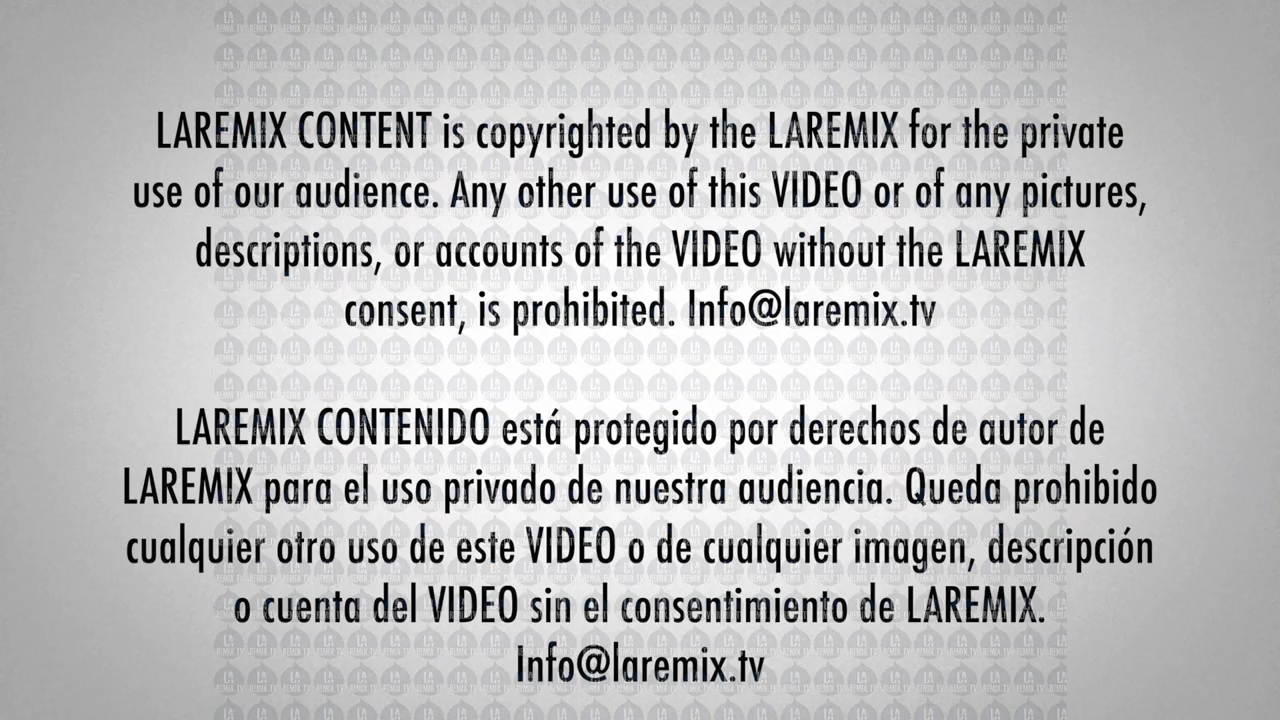 LAREMIX CONTENT is copyrighted by the LAREMIX for the private
use of our audience. Any other use of this VIDEO or of any pictures,
descriptions, or accounts of the VIDEO without the LAREMIX
consent, is prohibited. Info@laremix.tv
LAREMIX CONTENIDO está protegido por derechos de autor de
LAREMIX para el uso privado de nuestra audiencia. Queda prohibido
cualquier otro uso de este VIDEO o de cualquier imagen, descripción
o cuenta del VIDEO sin el consentimiento de LAREMIX.
Info@laremix.tv